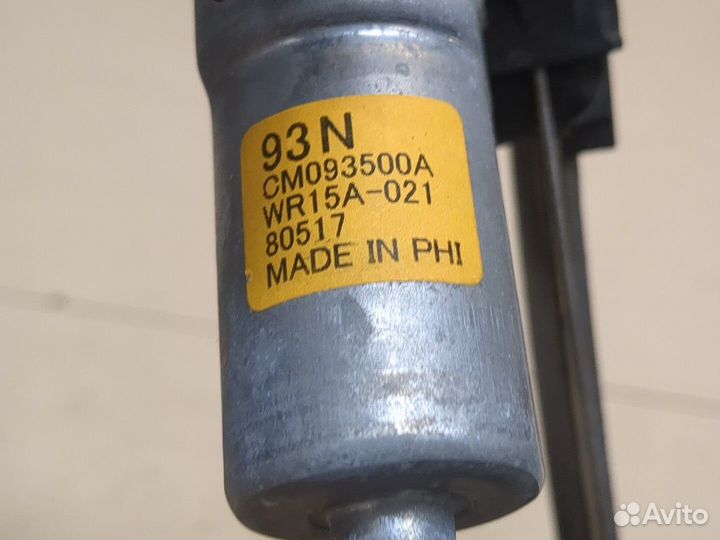 93N
CM093500A
WR15A-021
80517
MADE IN PHI
Avito